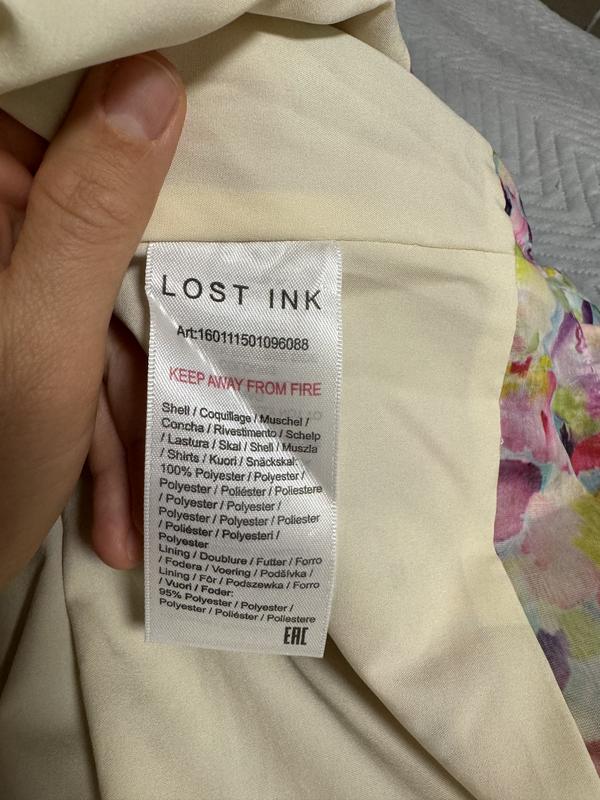 LOST INK
Art:160111501096088
KEEP AWAY FROM FIRE
Shell / Coquillage / Muschel /
Concha / Rivestimento / Schelp
/ Lastura / Skal / Shell / Muszla
/ Shirts / Kuori / Snäckskal:
100% Polyester / Polyester /
Polyester / Poliéster / Poliestere
/ Polyester / Polyester /
Polyester / Polyester / Poliester
/ Poliéster / Polyesteri /
Polyester
Lining / Doublure / Futter / Forro
/ Fodera / Voering / Podšívka /
Lining / Fôr / Podszewka / Forro
/ Vuori / Foder:
95% Polyester / Polyester /
Polyester / Poliéster / Poliestere
EAC